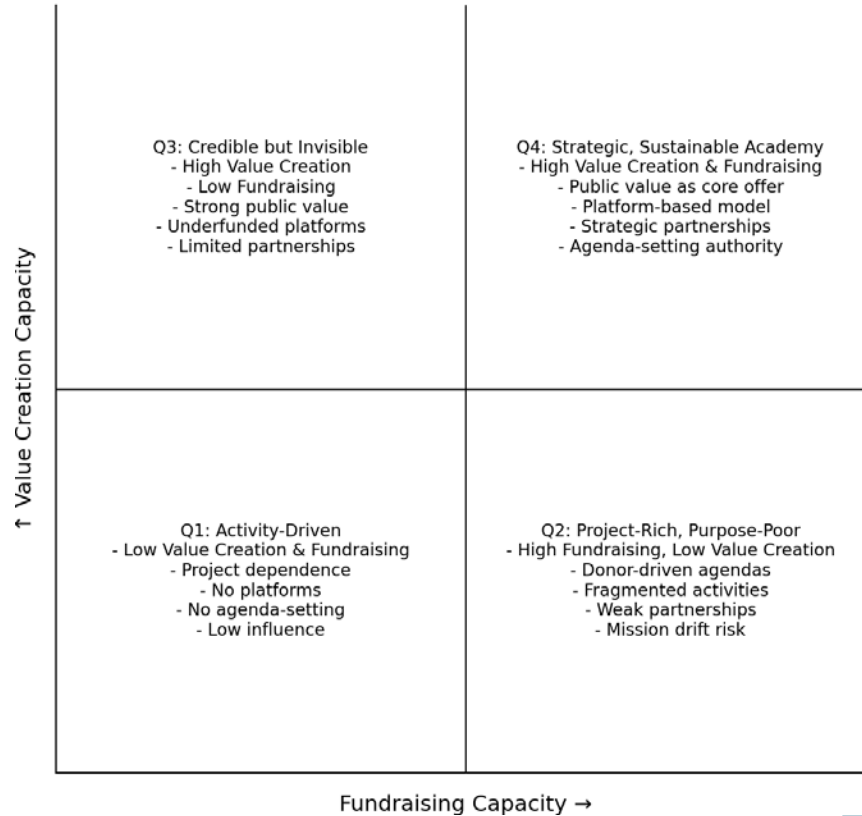 Q3: Credible but Invisible
- High Value Creation
- Low Fundraising
- Strong public value
- Underfunded platforms
- Limited partnerships
Q4: Strategic, Sustainable Academy
- High Value Creation & Fundraising
- Public value as core offer
- Platform-based model
- Strategic partnerships
- Agenda-setting authority
↑ Value Creation Capacity
Q1: Activity-Driven
- Low Value Creation & Fundraising
- Project dependence
- No platforms
- No agenda-setting
- Low influence
Q2: Project-Rich, Purpose-Poor
- High Fundraising, Low Value Creation
- Donor-driven agendas
- Fragmented activities
- Weak partnerships
- Mission drift risk
Fundraising Capacity →